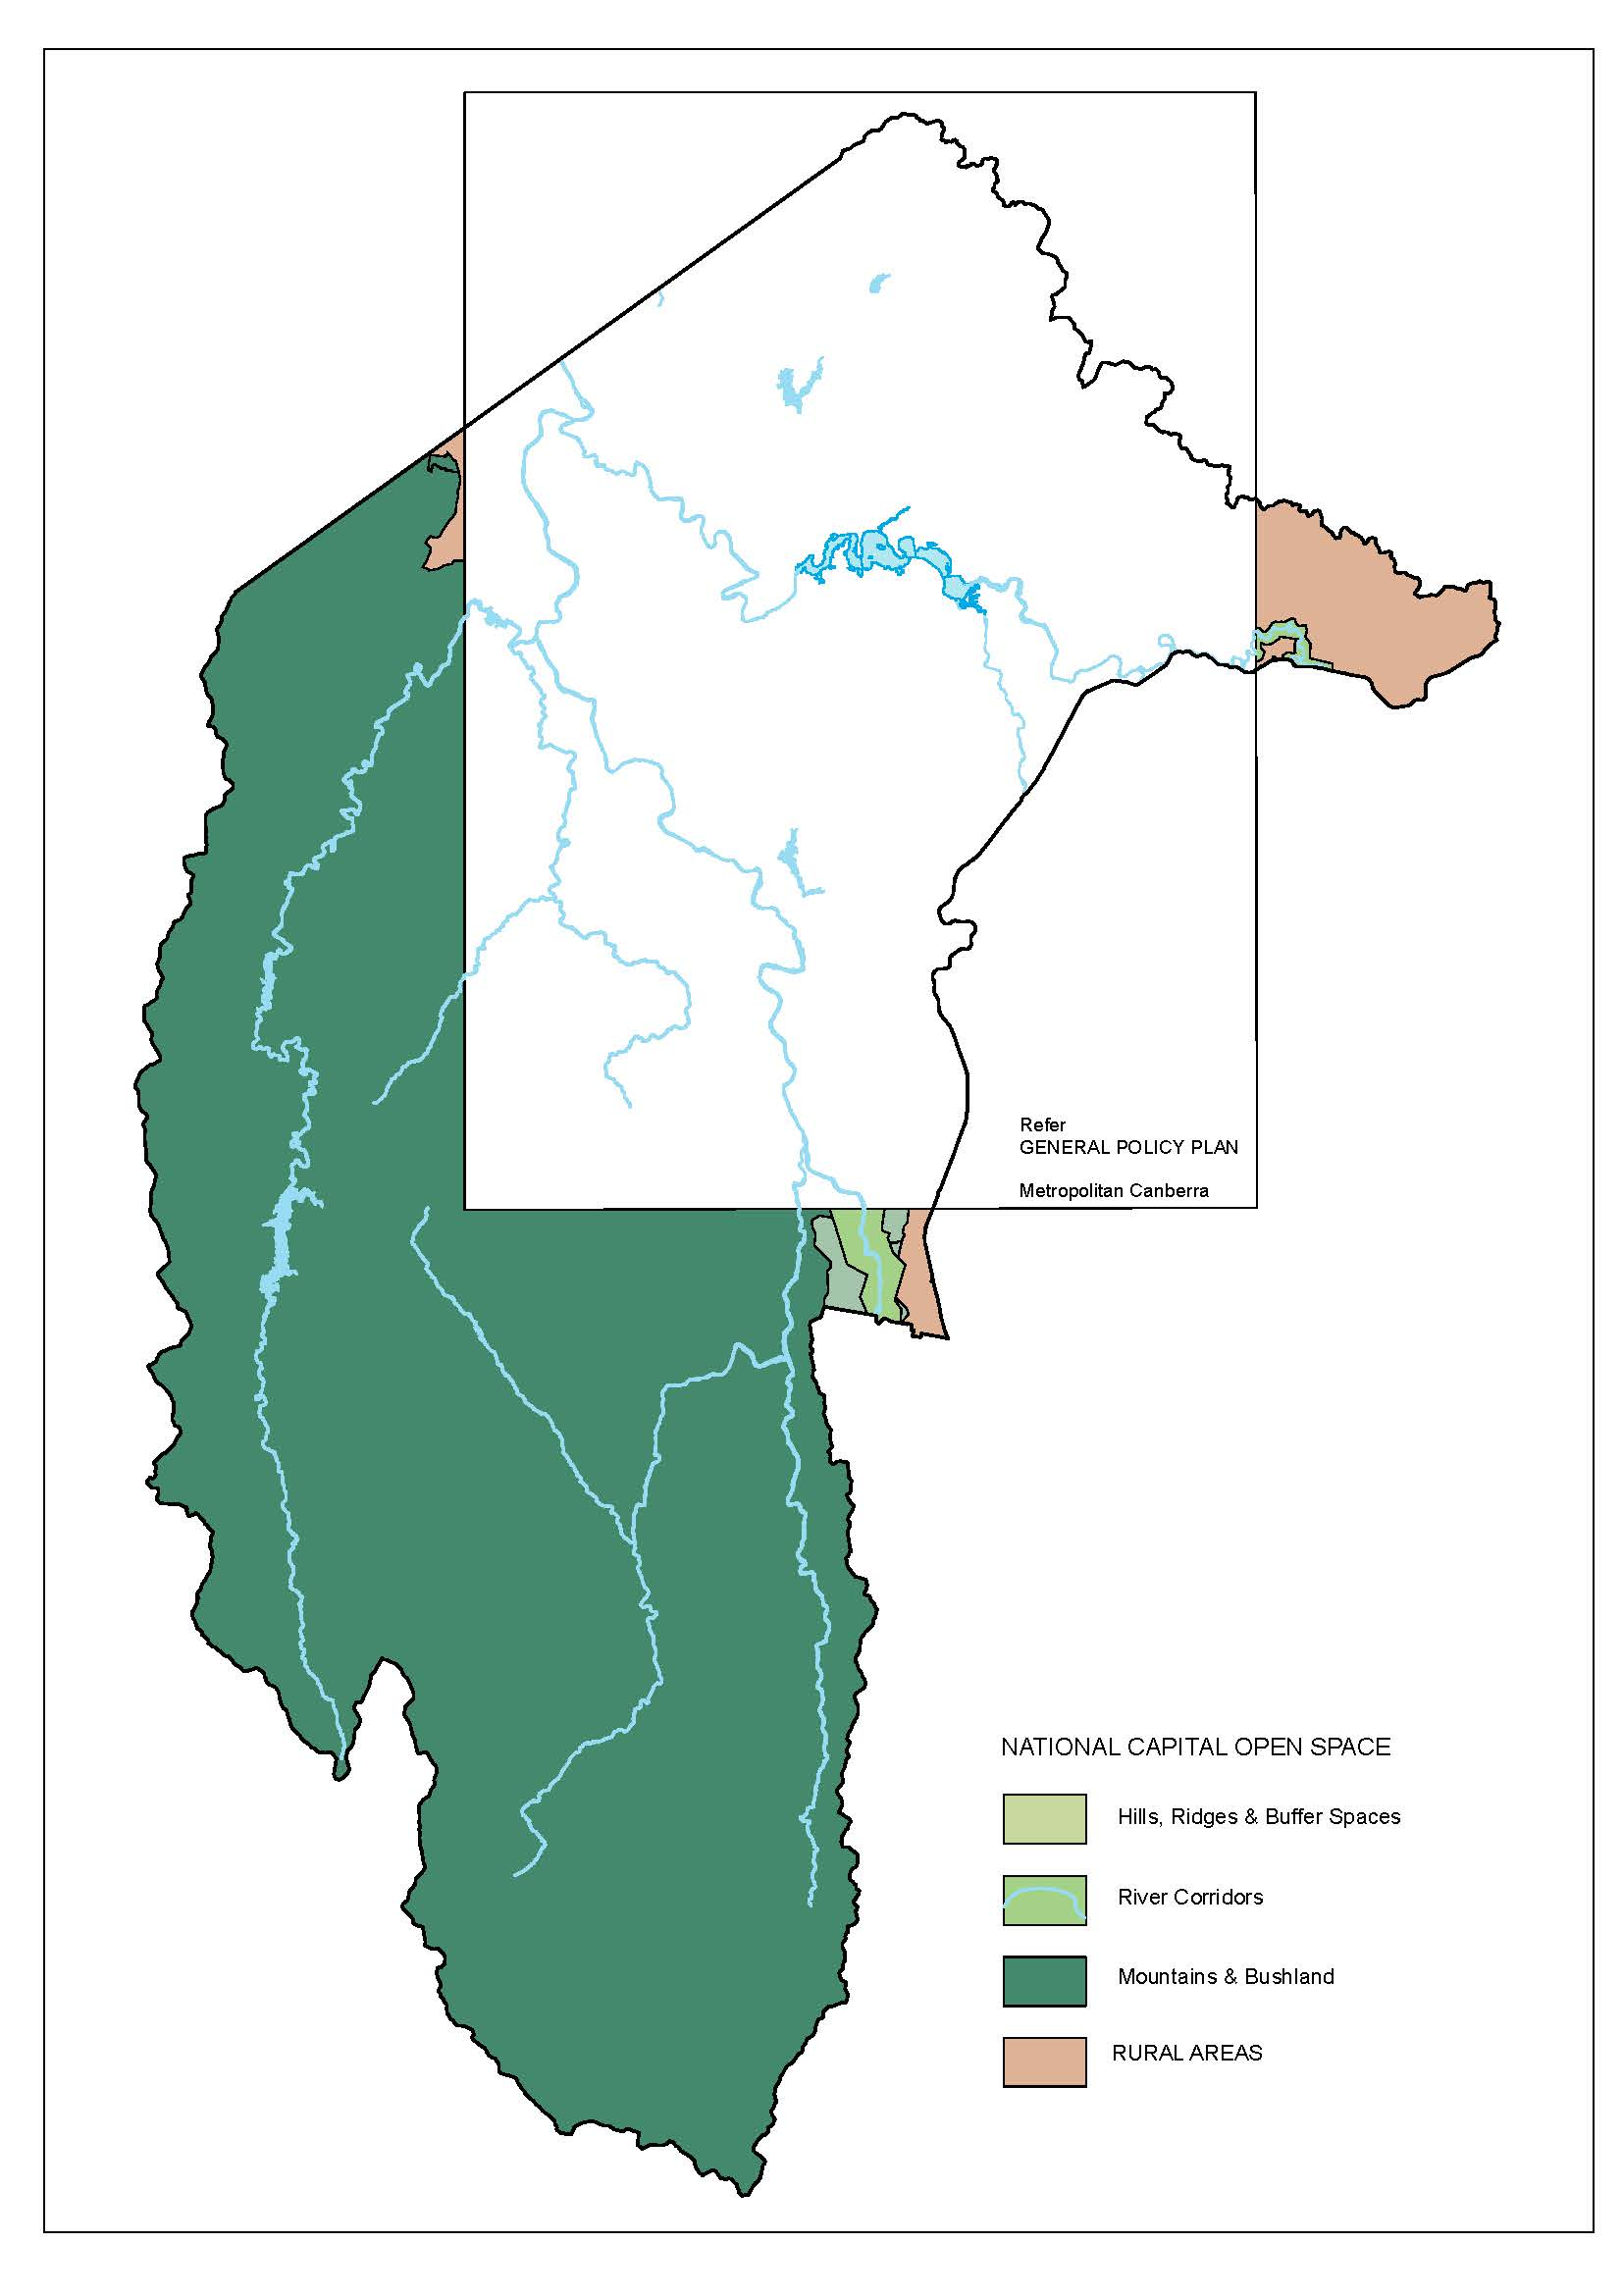 Refer
GENERAL POLICY PLAN
Metropolitan Canberra
NATIONAL CAPITAL OPEN SPACE
Hills, Ridges & Buffer Spaces
River Corridors
Mountains & Bushland
RURAL AREAS